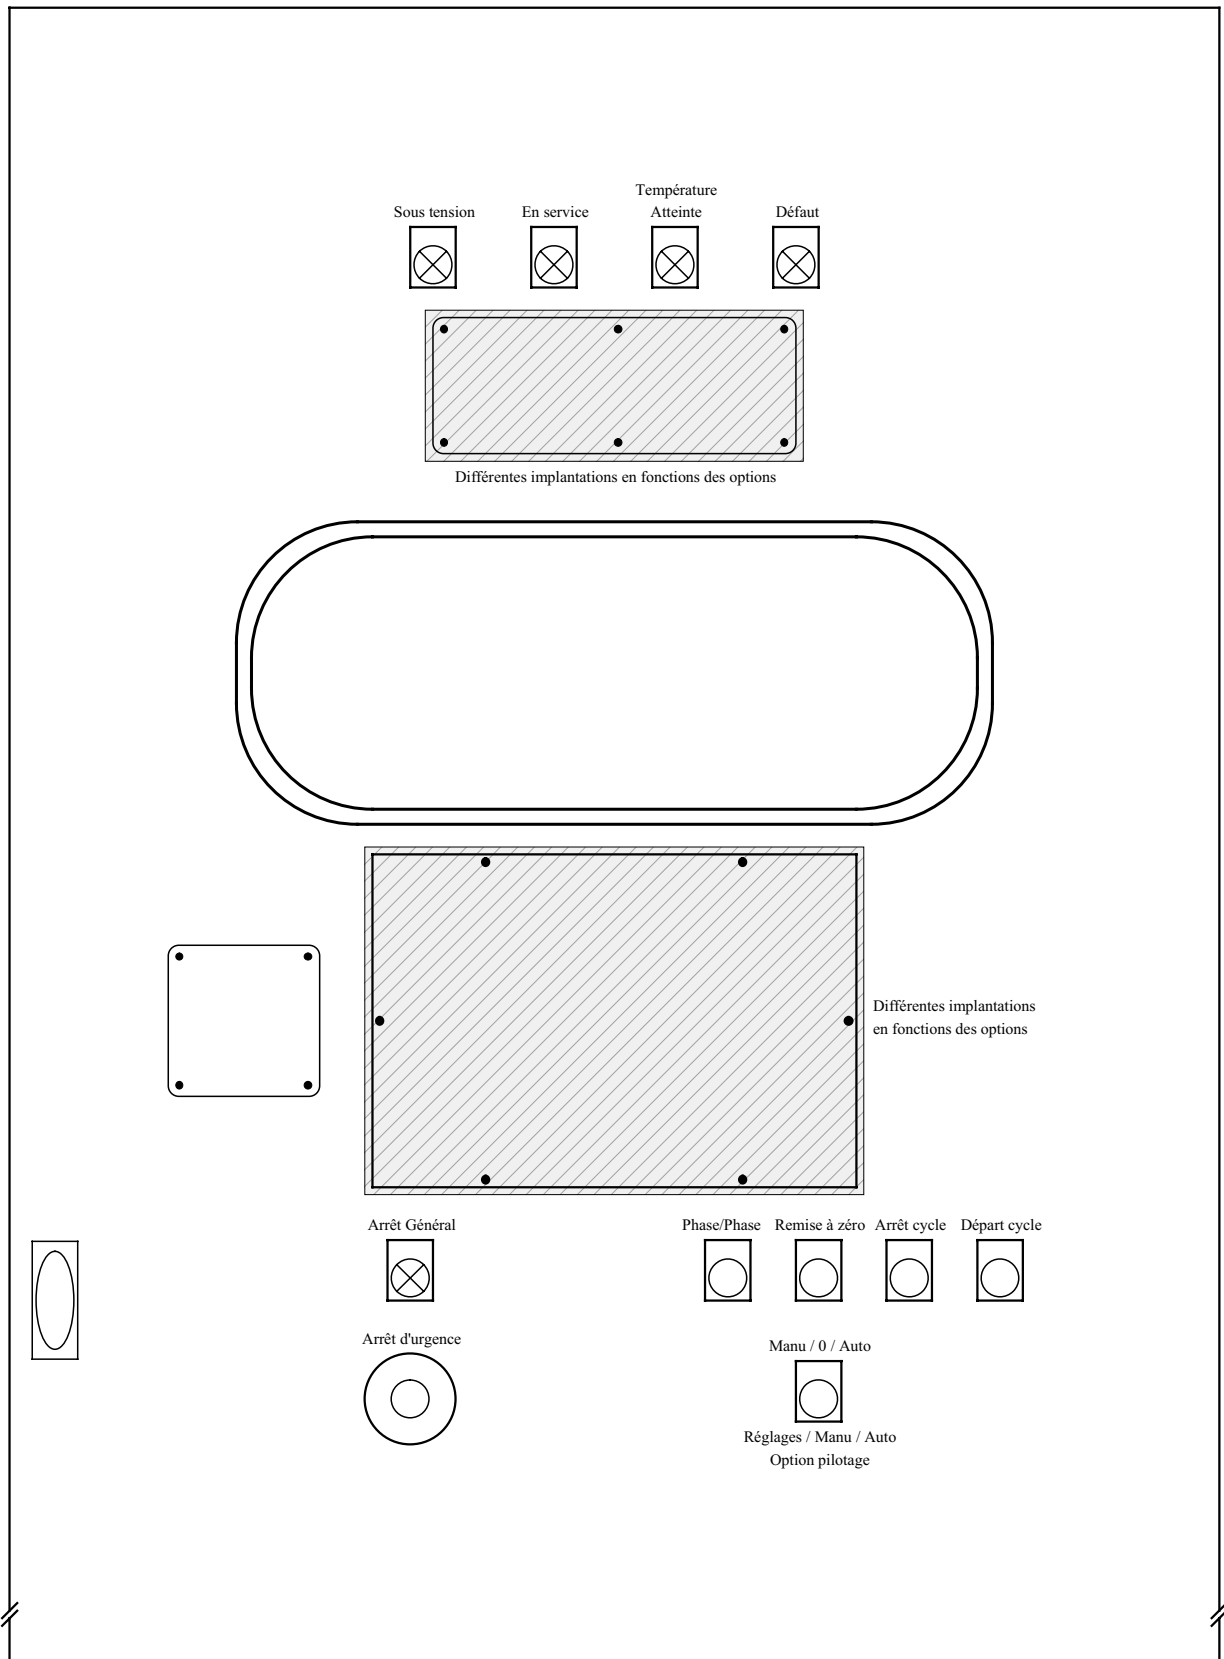 Température
Sous tension En service Atteinte Défaut
Différentes implantations en fonctions des options
Différentes implantations
en fonctions des options
Arrêt Général Phase/Phase Remise à zéro Arrêt cycle Départ cycle
Arrêt d'urgence
Manu / 0 / Auto
Réglages / Manu / Auto
Option pilotage